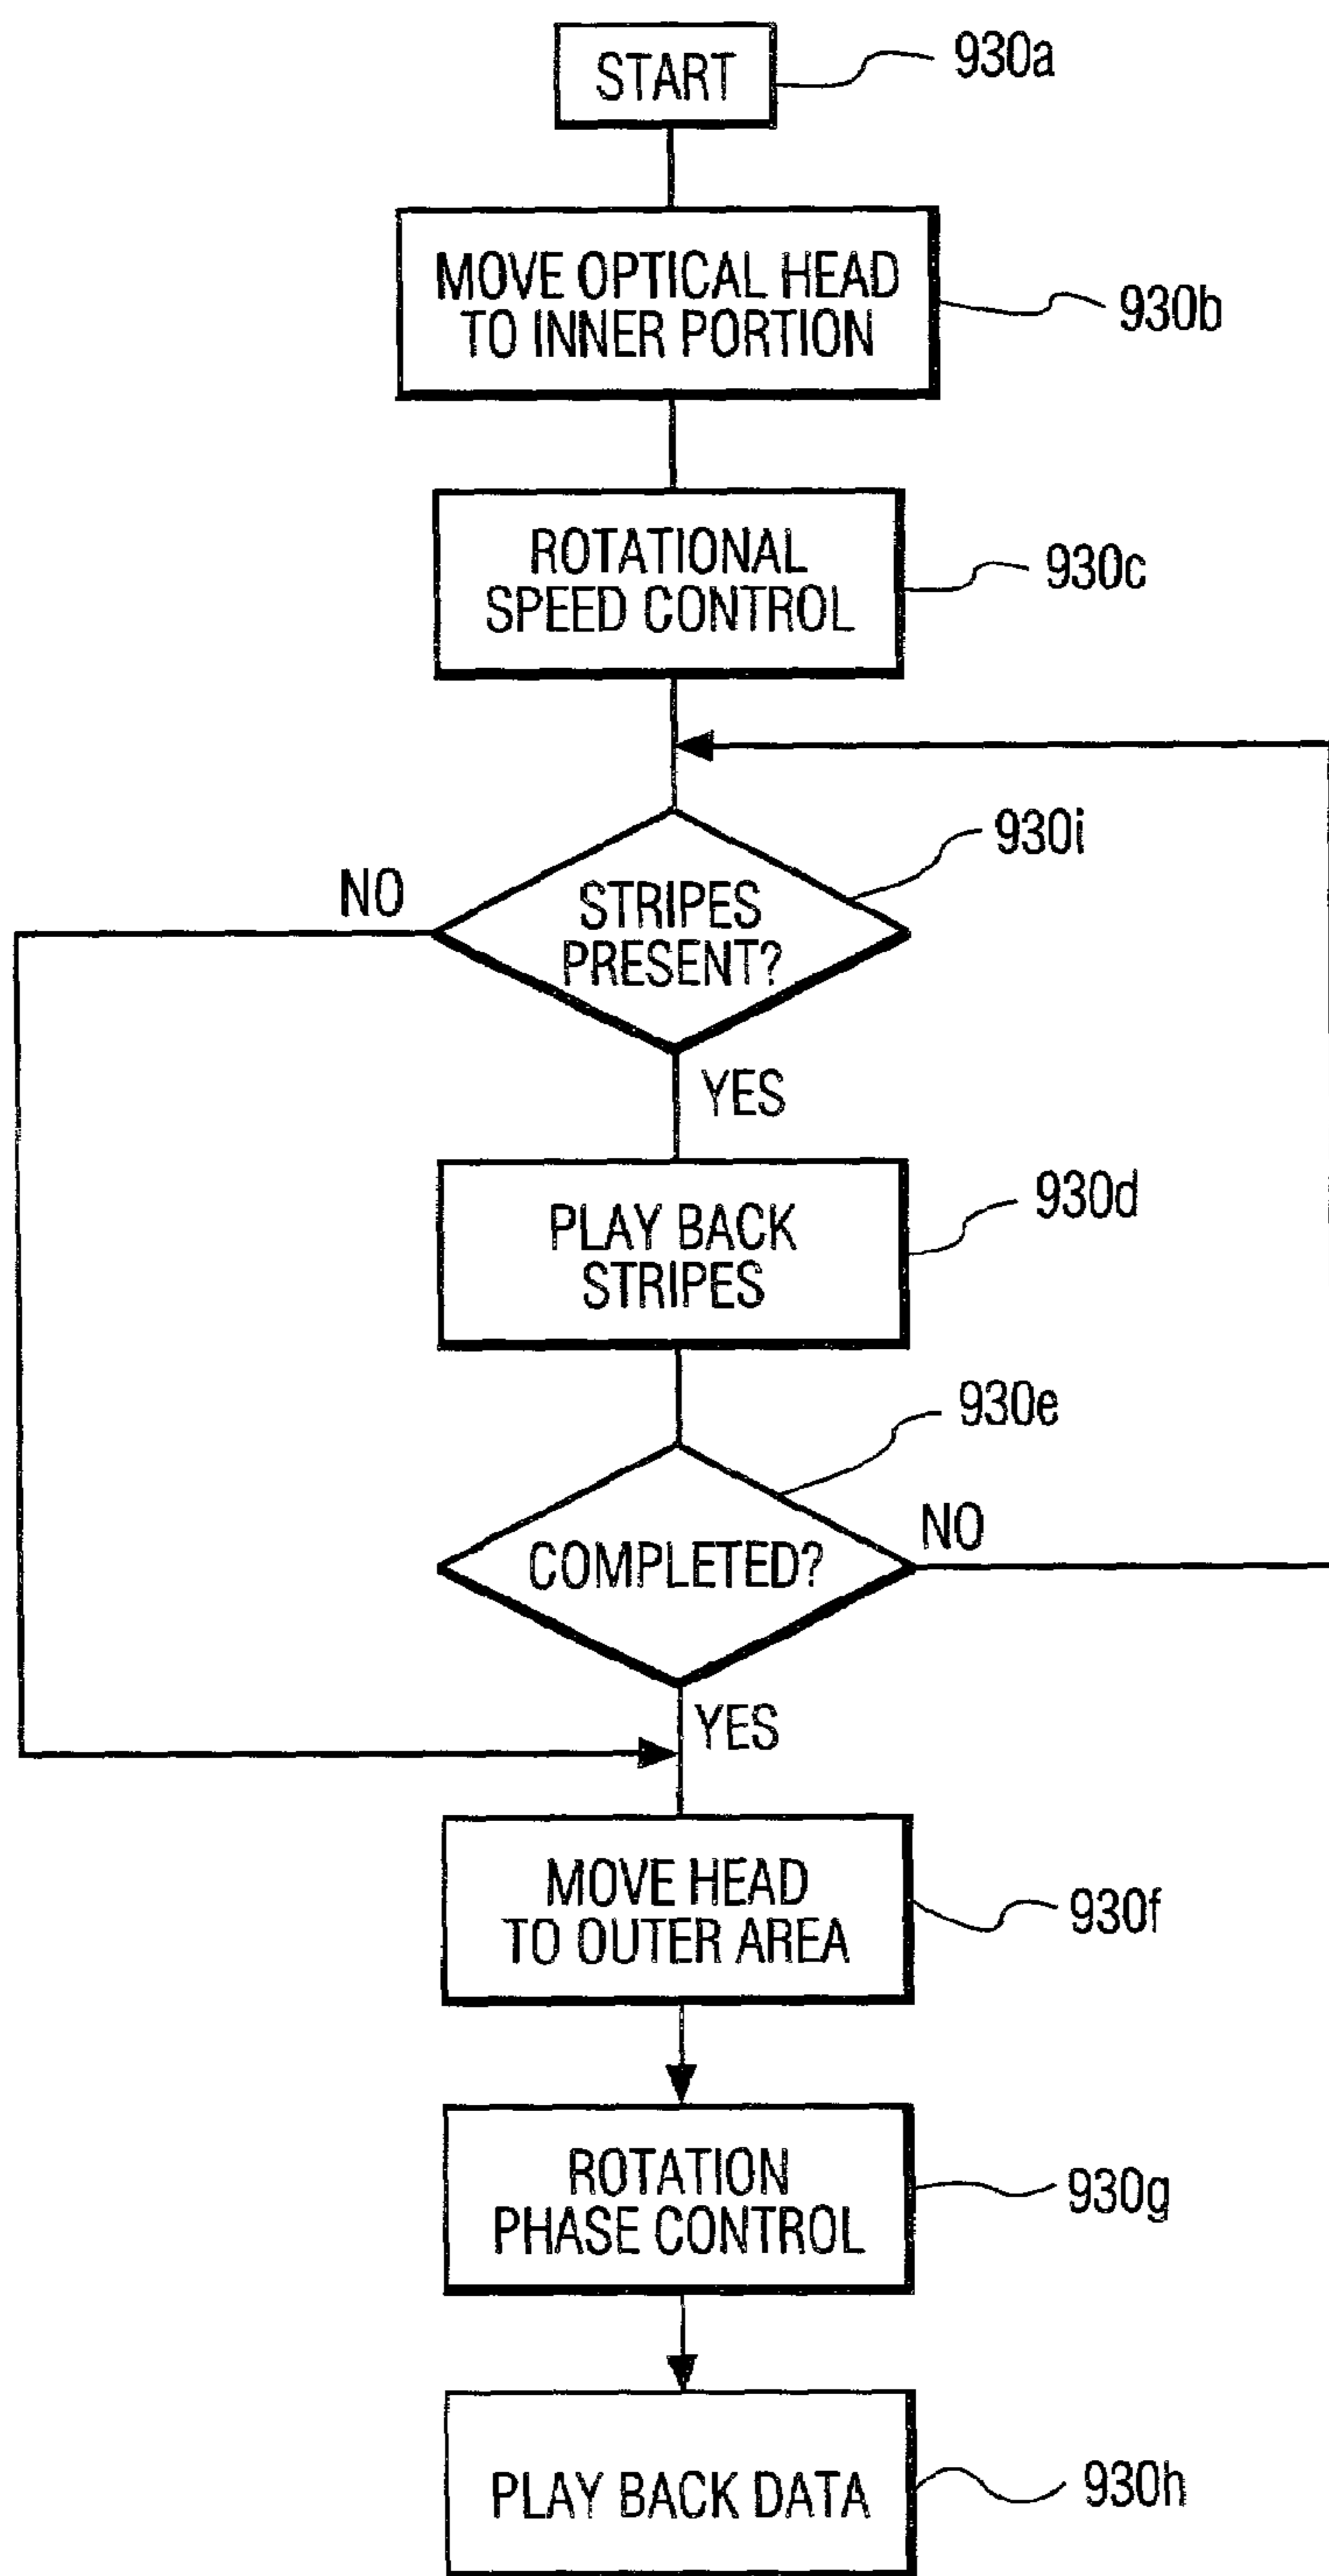 START
930a
MOVE OPTICAL HEAD
TO INNER PORTION
930b
ROTATIONAL
SPEED CONTROL
930c
930i
NO
STRIPES
PRESENT?
YES
PLAY BACK
STRIPES
930d
930e
COMPLETED?
NO
YES
MOVE HEAD
TO OUTER AREA
930f
ROTATION
PHASE CONTROL
930g
PLAY BACK DATA
930h